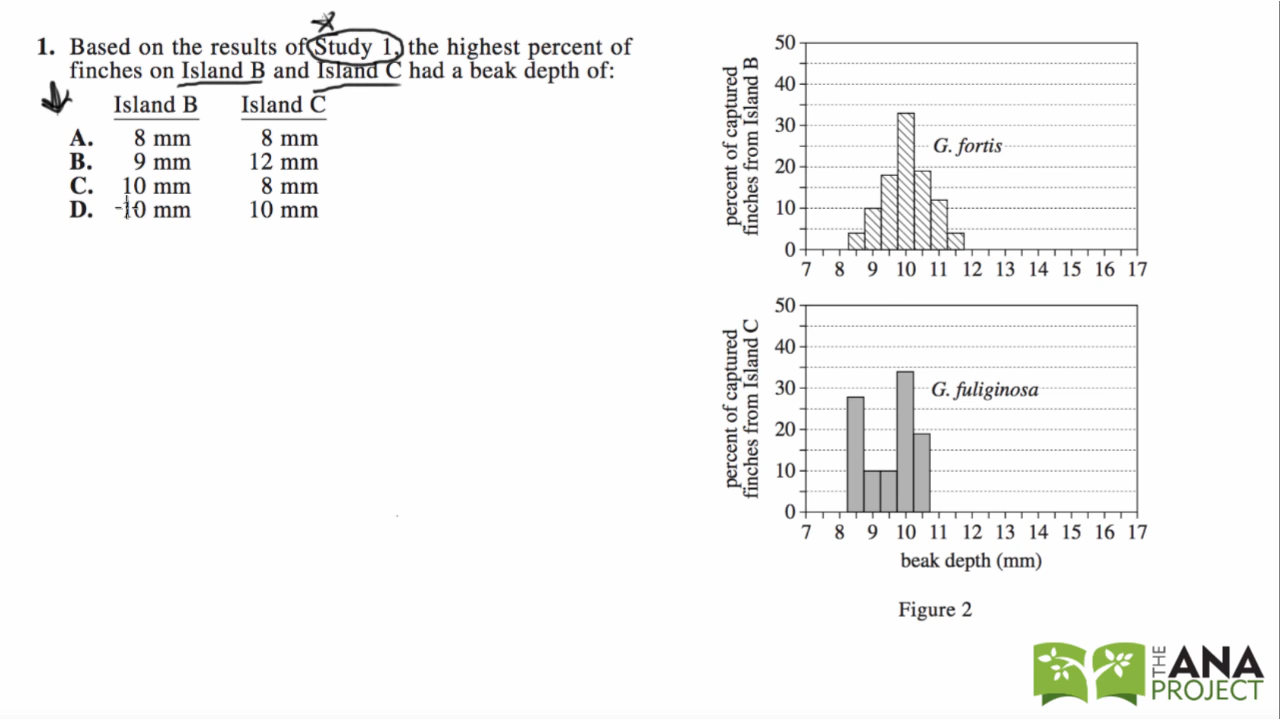 1. Based on the results of Study 1, the highest percent of
finches on Island B and Island C had a beak depth of:
Island B Island C
A. 8 mm 8 mm
B. 9 mm 12 mm
C. 10 mm 8 mm
D. 10 mm 10 mm
percent of captured
finches from Island B
50
40
30
20
10
0
G. fortis
7 8 9 10 11 12 13 14 15 16 17
percent of captured
finches from Island C
50
40
30
20
10
0
G. fuliginosa
7 8 9 10 11 12 13 14 15 16 17
beak depth (mm)
Figure 2
THE ANA
PROJECT